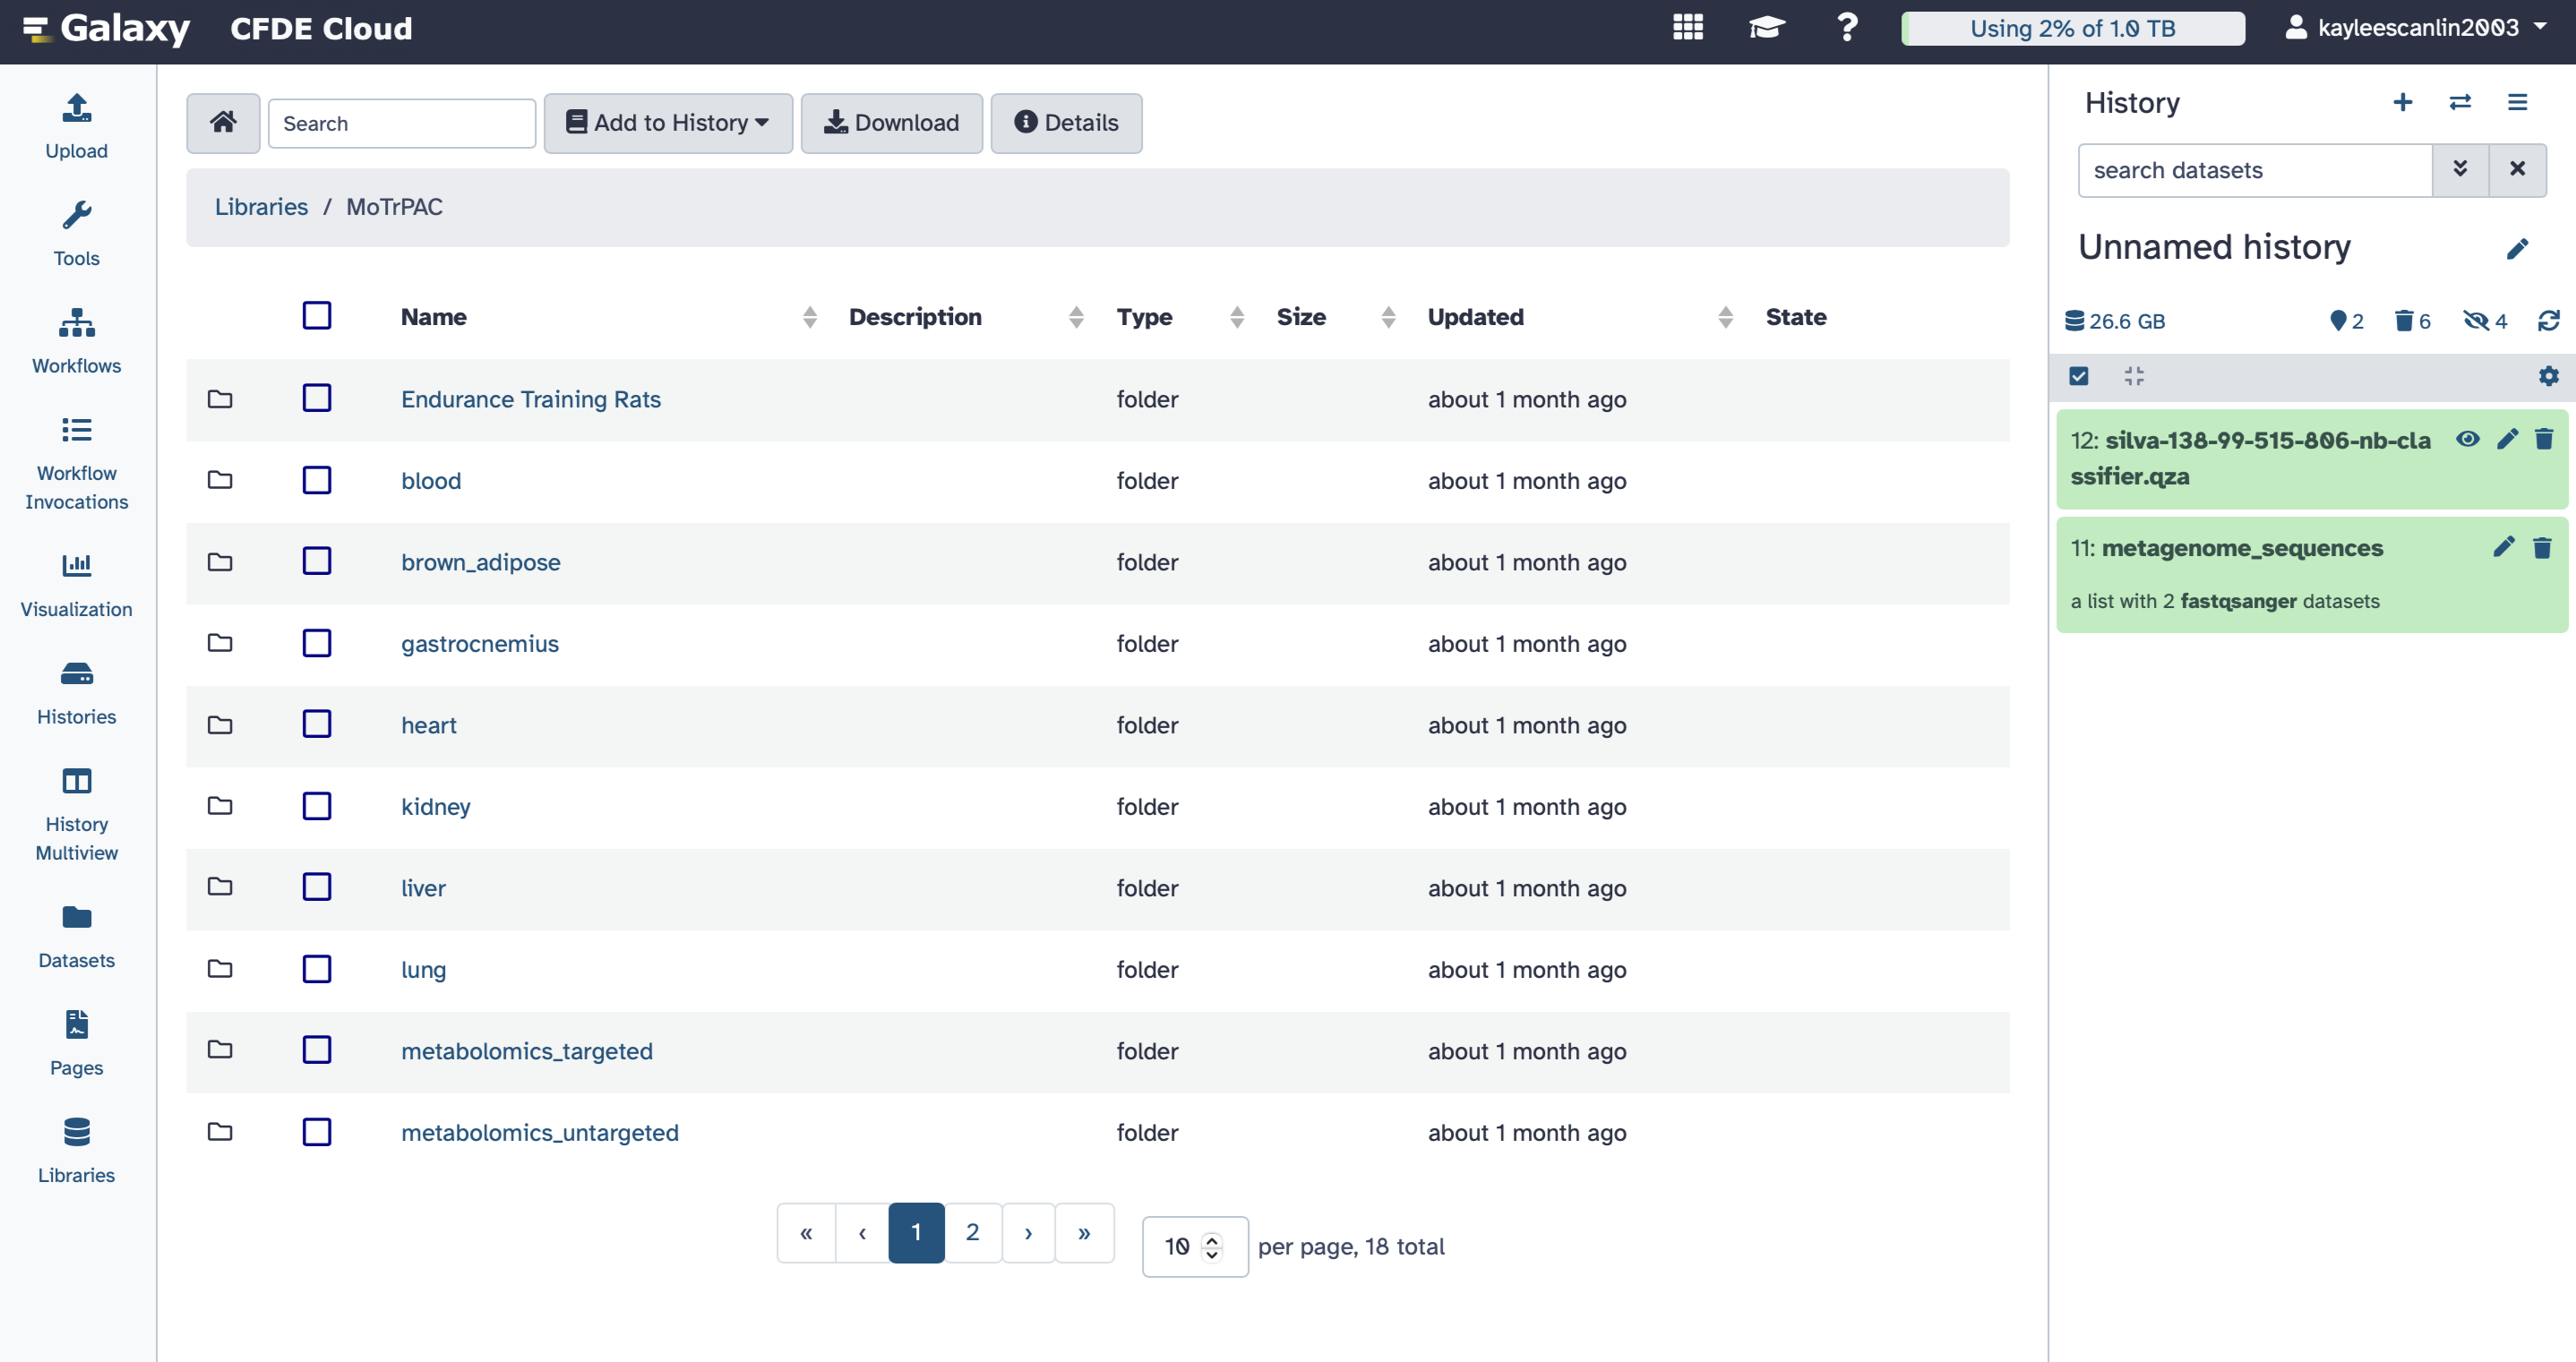 Galaxy CFDE Cloud
Using 2% of 1.0 TB
kayleescanlin2003
Upload
Tools
Workflows
Workflow
Invocations
Visualization
Histories
History
Multiview
Datasets
Pages
Libraries
Search
Add to History
Download
Details
Libraries / MoTrPAC
Name Description Type Size Updated State
Endurance Training Rats folder about 1 month ago
blood folder about 1 month ago
brown_adipose folder about 1 month ago
gastrocnemius folder about 1 month ago
heart folder about 1 month ago
kidney folder about 1 month ago
liver folder about 1 month ago
lung folder about 1 month ago
metabolomics_targeted folder about 1 month ago
metabolomics_untargeted folder about 1 month ago
« ‹ 1 2 › »
10 per page, 18 total
History
search datasets
Unnamed history
26.6 GB 2 6 4
12: silva-138-99-515-806-nb-cla
ssifier.qza
11: metagenome_sequences
a list with 2 fastqsanger datasets